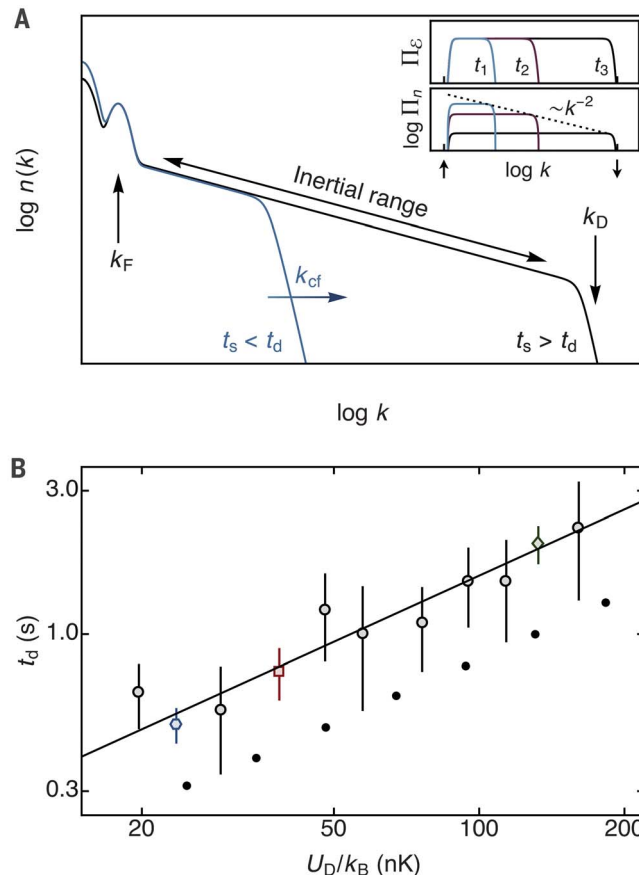 A
log n(k)
log k
k_F
Inertial range
k_D
k_cf
t_s < t_d
t_s > t_d
Π_ε
t_1 t_2 t_3
log Π_n
~k^−2
log k
B
t_d (s)
3.0
1.0
0.3
20 50 100 200
U_D/k_B (nK)